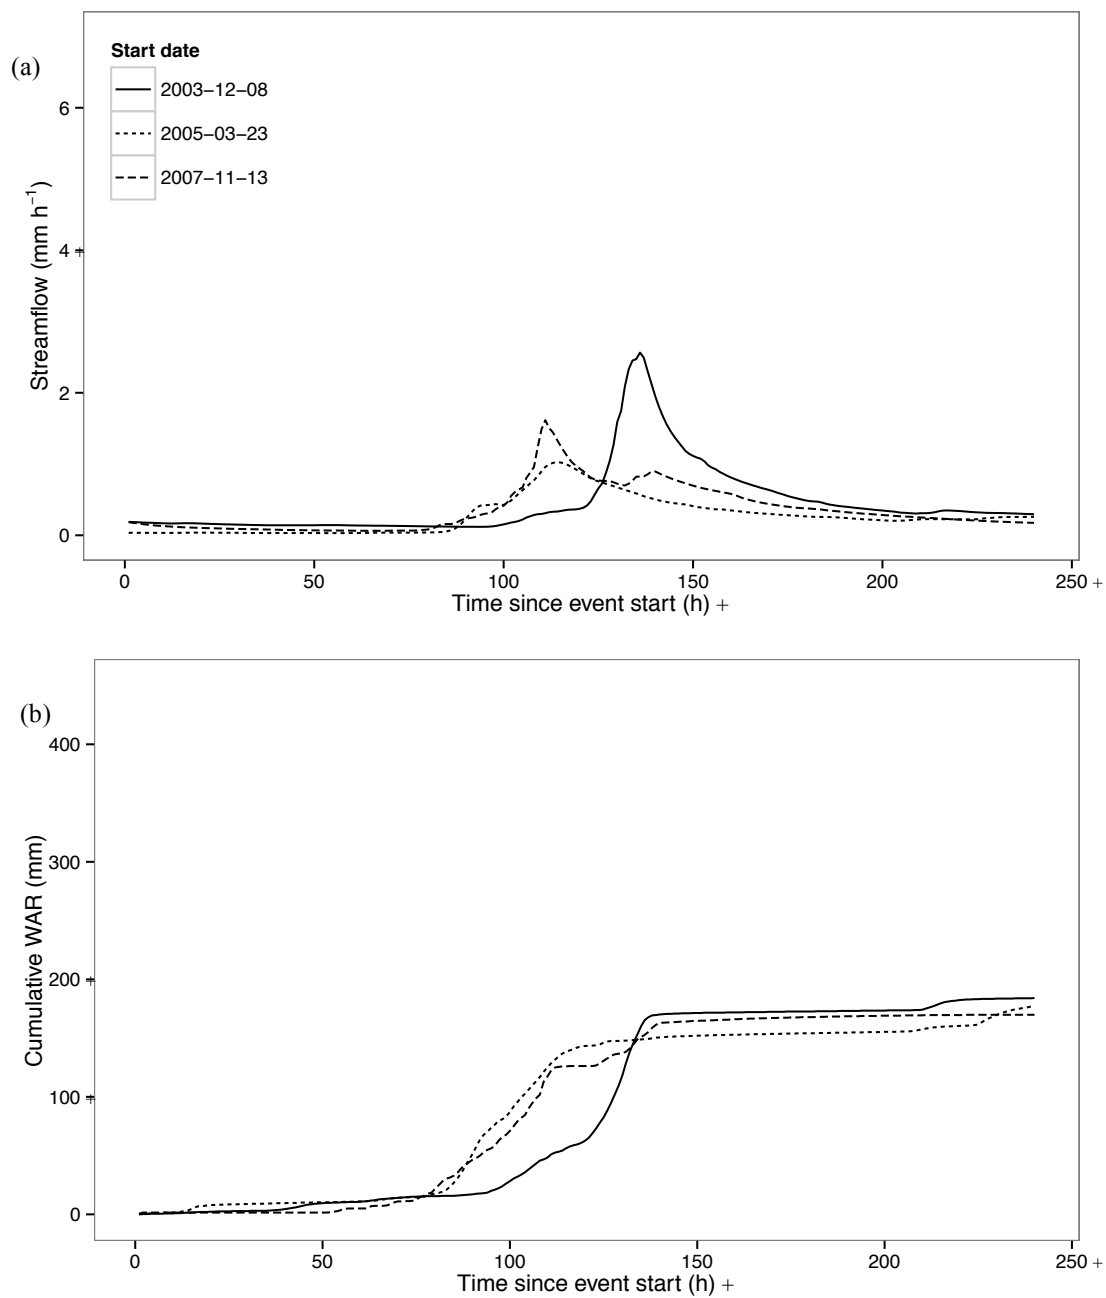 (a)
Start date
2003−12−08
2005−03−23
2007−11−13
6
4
2
0
Streamflow (mm h⁻¹)
0 50 100 150 200 250 +
Time since event start (h) +
(b)
400
300
200
100
0
Cumulative WAR (mm)
0 50 100 150 200 250 +
Time since event start (h) +